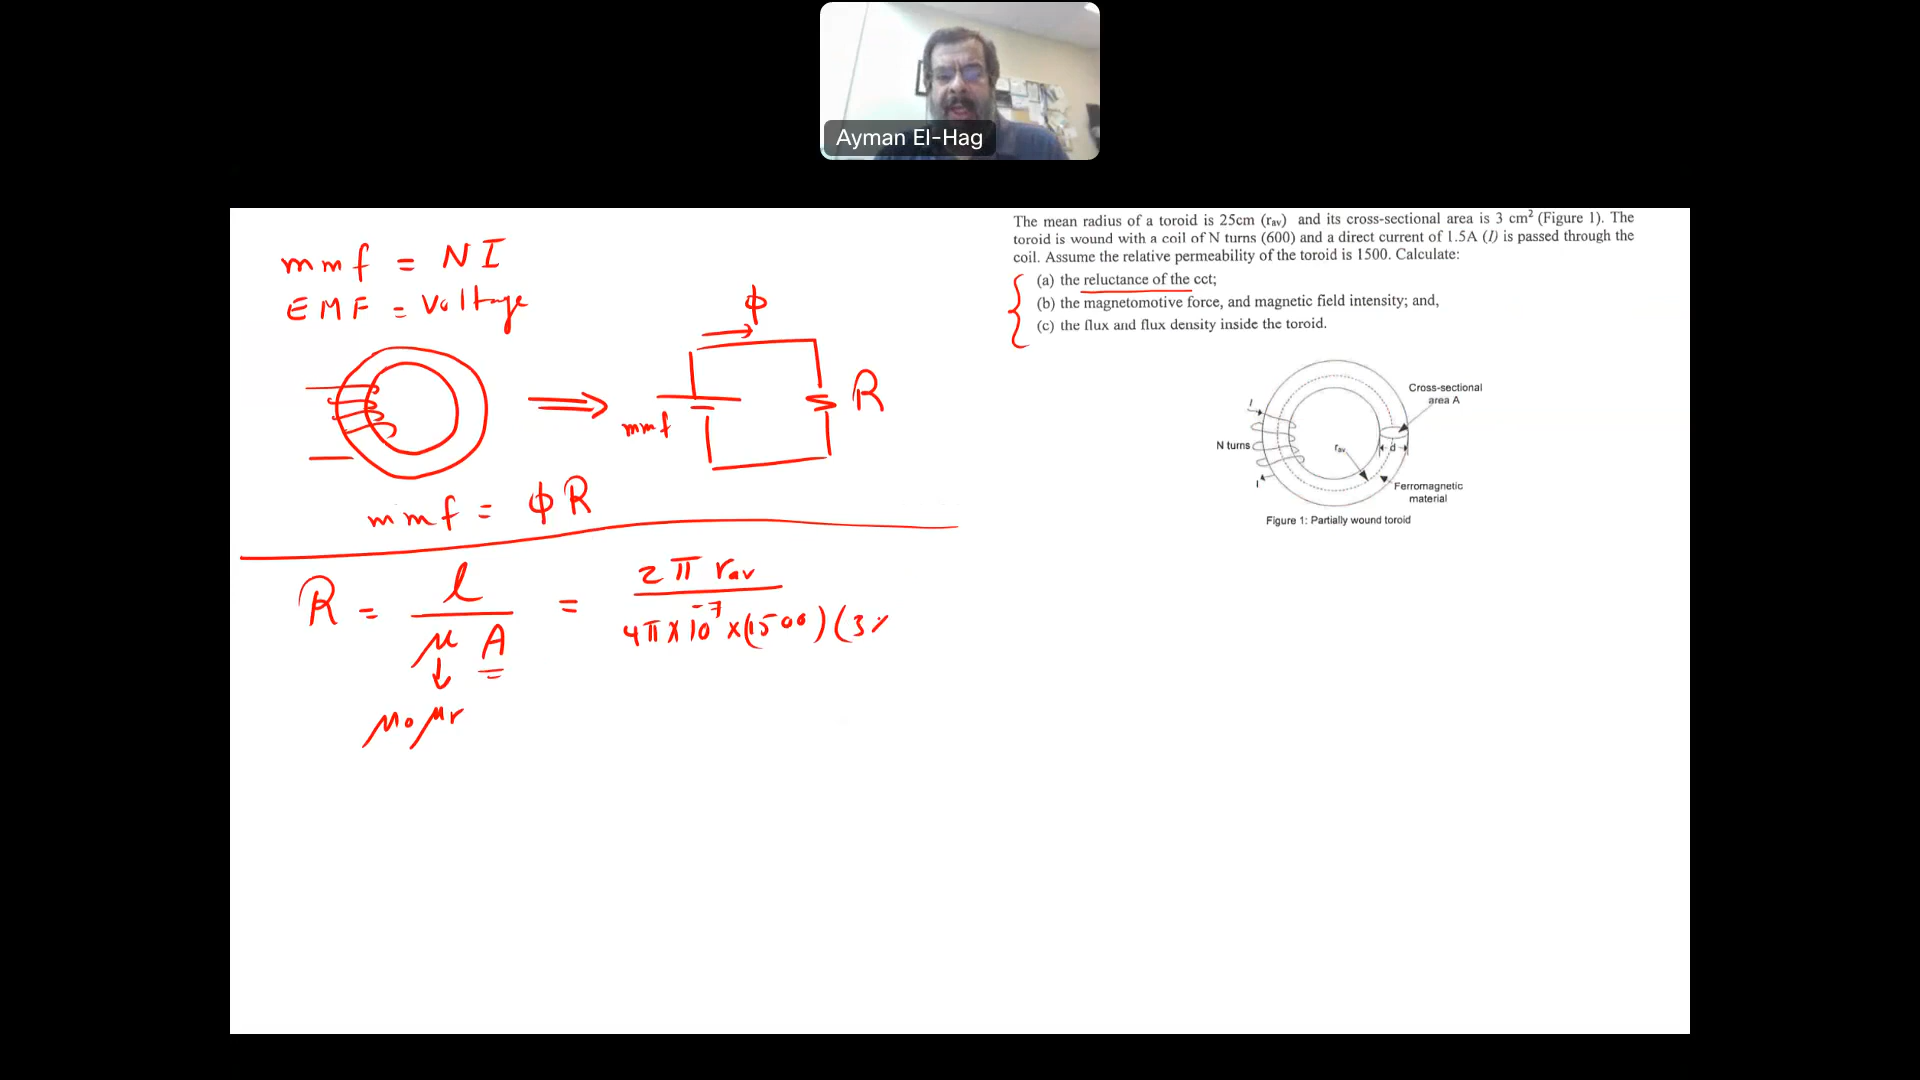 Ayman El-Hag
mmf = NI
EMF = Voltage
ϕ
mmf
R
mmf = ϕR
R = l / μ A = 2π rav / 4π × 10^-7 × (1500) (3 ×
μ0 μr
The mean radius of a toroid is 25cm (rav) and its cross-sectional area is 3 cm² (Figure 1). The
toroid is wound with a coil of N turns (600) and a direct current of 1.5A (I) is passed through the
coil. Assume the relative permeability of the toroid is 1500. Calculate:
(a) the reluctance of the cct;
(b) the magnetomotive force, and magnetic field intensity; and,
(c) the flux and flux density inside the toroid.
Cross-sectional
area A
I
N turns
rav
d
I
Ferromagnetic
material
Figure 1: Partially wound toroid